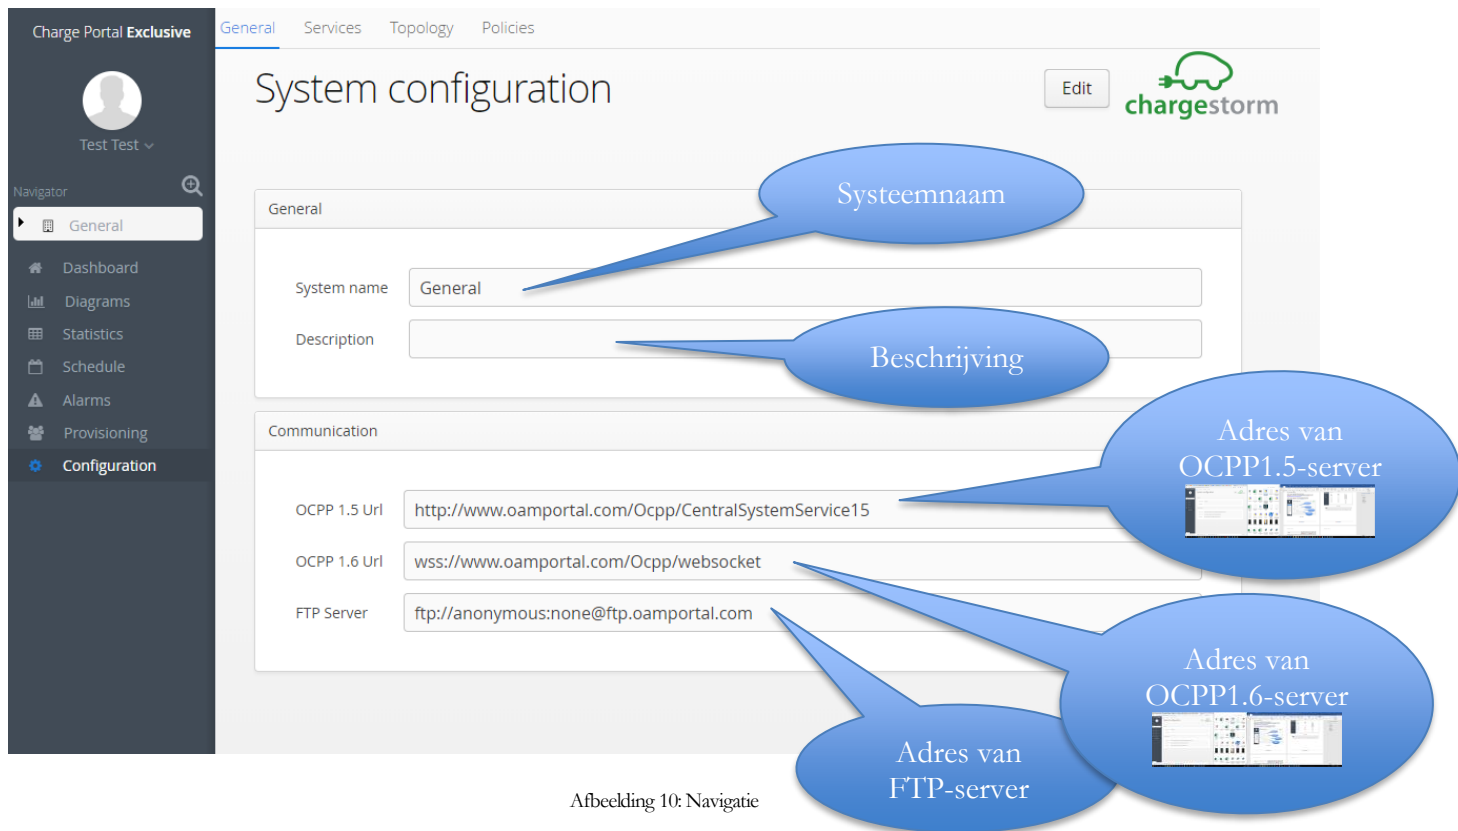 Charge Portal Exclusive
General Services Topology Policies
System configuration
Edit
chargestorm
Test Test
Navigator
General
Dashboard
Diagrams
Statistics
Schedule
Alarms
Provisioning
Configuration
General
System name General
Description
Systeemnaam
Beschrijving
Communication
OCPP 1.5 Url http://www.oamportal.com/Ocpp/CentralSystemService15
OCPP 1.6 Url wss://www.oamportal.com/Ocpp/websocket
FTP Server ftp://anonymous:none@ftp.oamportal.com
Adres van
OCPP1.5-server
Adres van
OCPP1.6-server
Adres van
FTP-server
Afbeelding 10: Navigatie